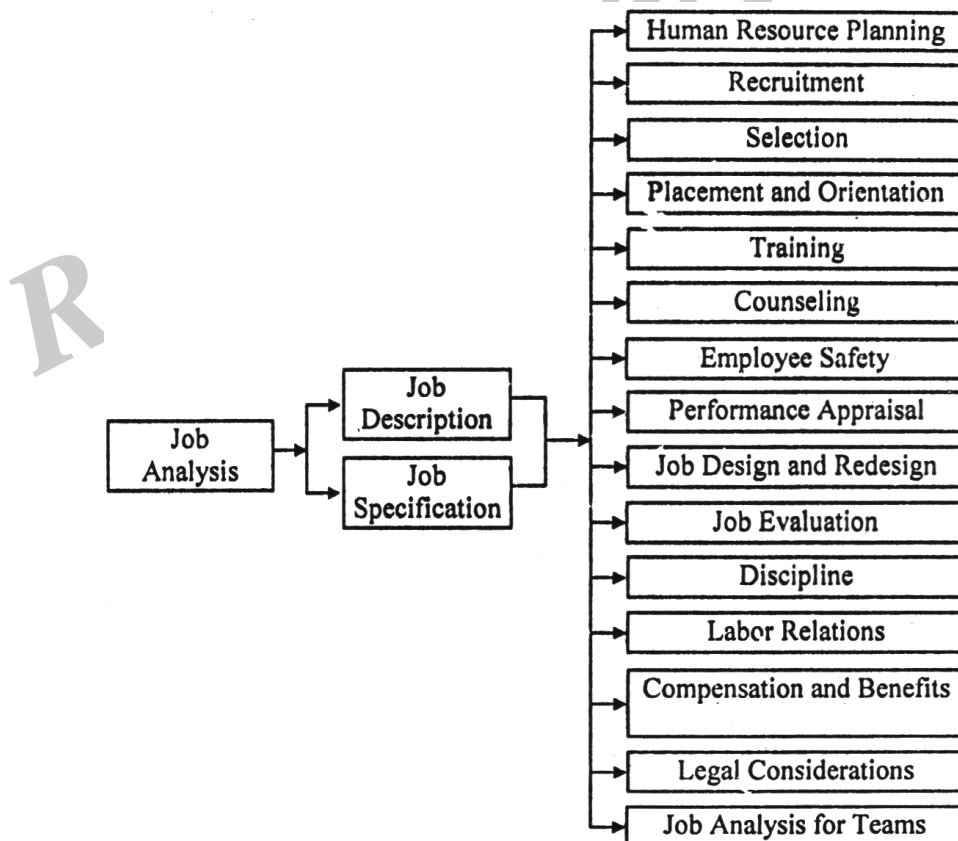 R
Job
Analysis
Job
Description
Job
Specification
Human Resource Planning
Recruitment
Selection
Placement and Orientation
Training
Counseling
Employee Safety
Performance Appraisal
Job Design and Redesign
Job Evaluation
Discipline
Labor Relations
Compensation and Benefits
Legal Considerations
Job Analysis for Teams